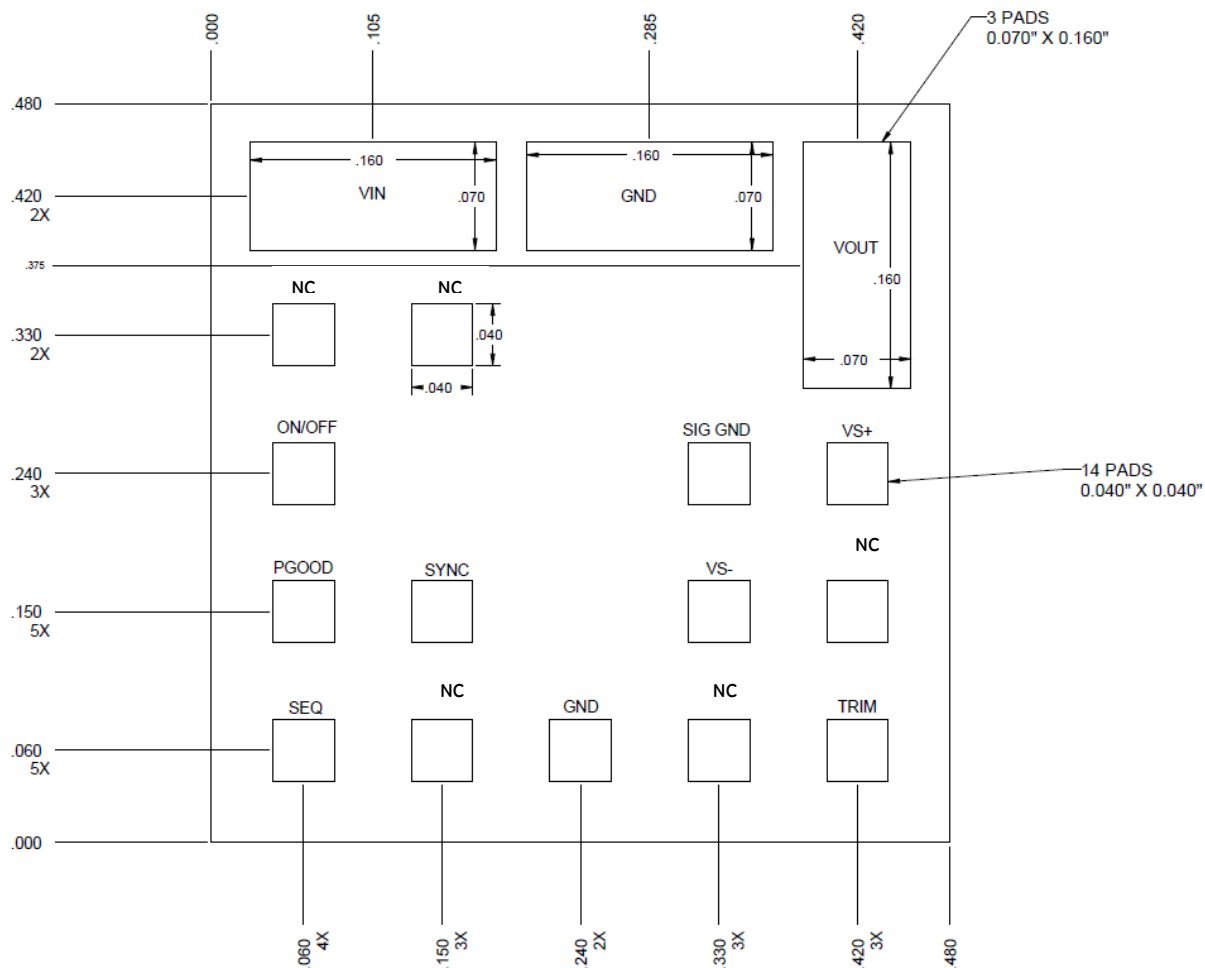 .000
.105
.285
.420
3 PADS
0.070" X 0.160"
.480
.160
.160
.420
2X
VIN
.070
GND
.070
VOUT
.375
.160
NC
NC
.330
2X
.040
.040
.070
ON/OFF
SIG GND
VS+
.240
3X
14 PADS
0.040" X 0.040"
NC
PGOOD
SYNC
VS-
.150
5X
NC
NC
SEQ
GND
TRIM
.060
5X
.000
.060 4X
.150 3X
.240 2X
.330 3X
.420 3X
.480